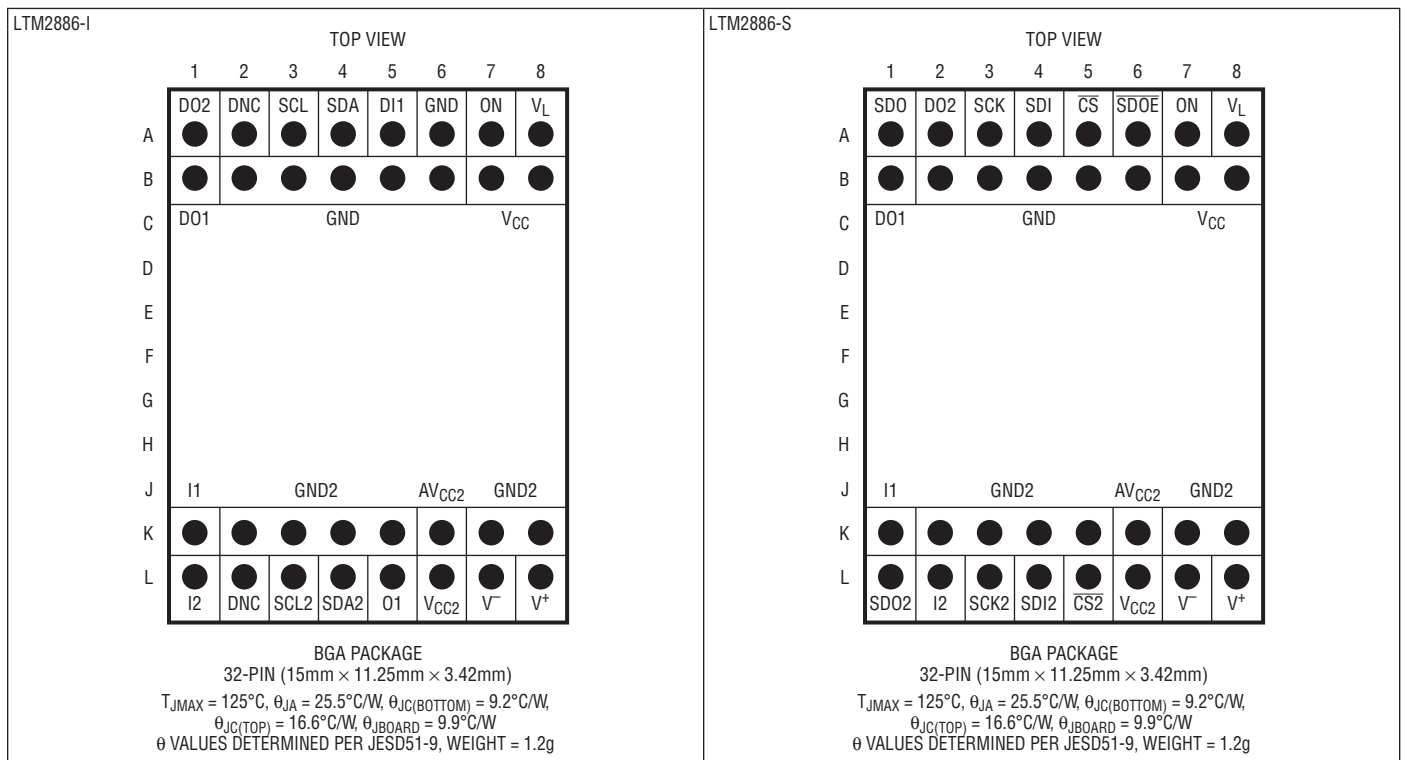 LTM2886-I
TOP VIEW
1 2 3 4 5 6 7 8
DO2 DNC SCL SDA DI1 GND ON VL
A
B
C DO1 GND VCC
D
E
F
G
H
J I1 GND2 AVCC2 GND2
K
L
I2 DNC SCL2 SDA2 O1 VCC2 V– V+
BGA PACKAGE
32-PIN (15mm × 11.25mm × 3.42mm)
TJMAX = 125°C, θJA = 25.5°C/W, θJC(BOTTOM) = 9.2°C/W,
θJC(TOP) = 16.6°C/W, θJBOARD = 9.9°C/W
θ VALUES DETERMINED PER JESD51-9, WEIGHT = 1.2g
LTM2886-S
TOP VIEW
1 2 3 4 5 6 7 8
SDO DO2 SCK SDI C̅S̅ S̅D̅O̅E̅ ON VL
A
B
C DO1 GND VCC
D
E
F
G
H
J I1 GND2 AVCC2 GND2
K
L
SDO2 I2 SCK2 SDI2 C̅S̅2̅ VCC2 V– V+
BGA PACKAGE
32-PIN (15mm × 11.25mm × 3.42mm)
TJMAX = 125°C, θJA = 25.5°C/W, θJC(BOTTOM) = 9.2°C/W,
θJC(TOP) = 16.6°C/W, θJBOARD = 9.9°C/W
θ VALUES DETERMINED PER JESD51-9, WEIGHT = 1.2g